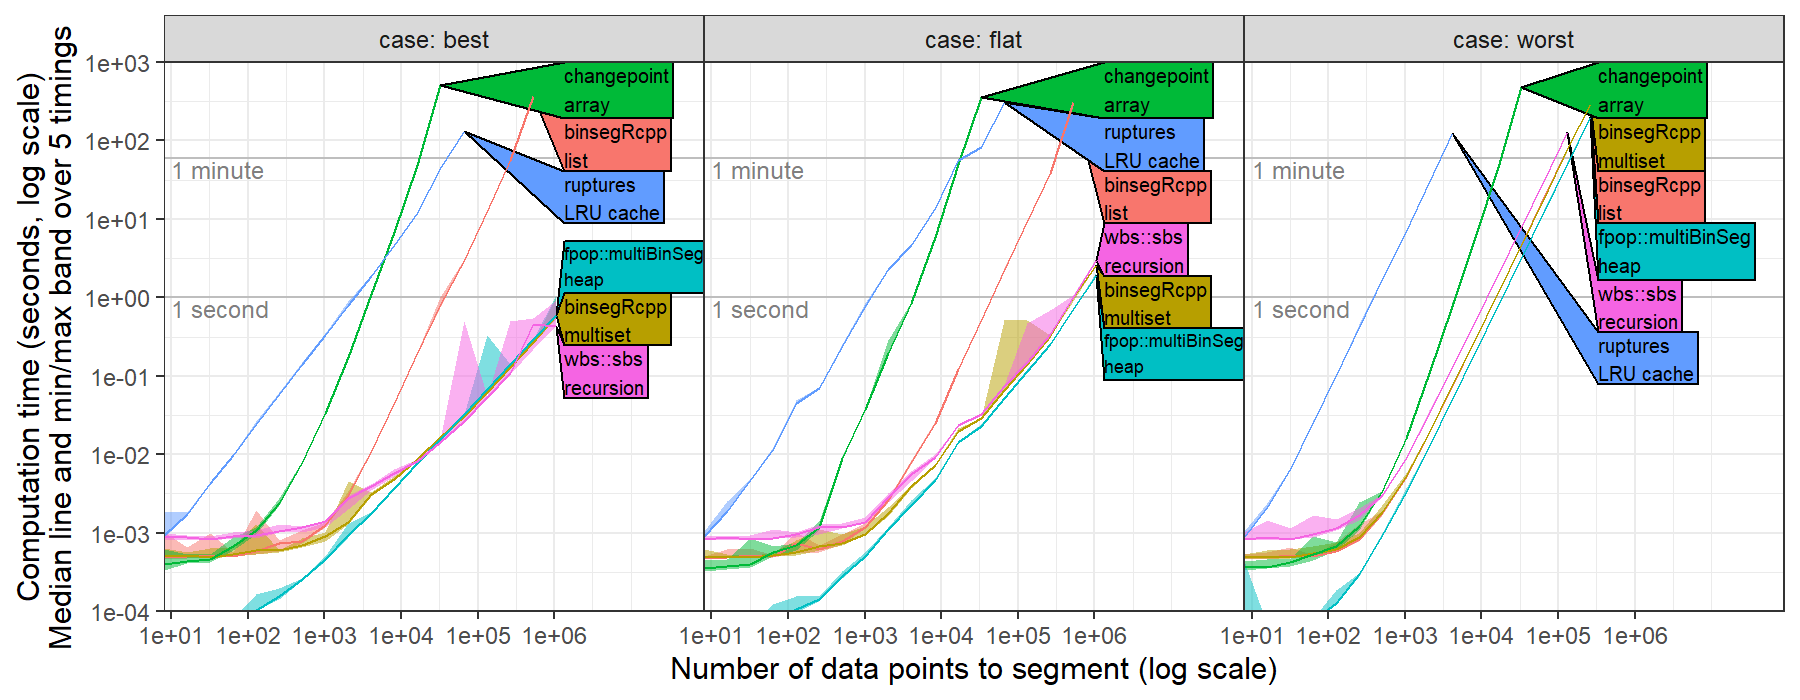 case: best
case: flat
case: worst
Computation time (seconds, log scale)
Median line and min/max band over 5 timings
1e+03
1e+02
1e+01
1e+00
1e-01
1e-02
1e-03
1e-04
1 minute
1 second
changepoint
array
binsegRcpp
list
ruptures
LRU cache
fpop::multiBinSeg
heap
binsegRcpp
multiset
wbs::sbs
recursion
1 minute
1 second
changepoint
array
ruptures
LRU cache
binsegRcpp
list
wbs::sbs
recursion
binsegRcpp
multiset
fpop::multiBinSeg
heap
1 minute
1 second
changepoint
array
binsegRcpp
multiset
binsegRcpp
list
fpop::multiBinSeg
heap
wbs::sbs
recursion
ruptures
LRU cache
1e+01 1e+02 1e+03 1e+04 1e+05 1e+06
1e+01 1e+02 1e+03 1e+04 1e+05 1e+06
1e+01 1e+02 1e+03 1e+04 1e+05 1e+06
Number of data points to segment (log scale)